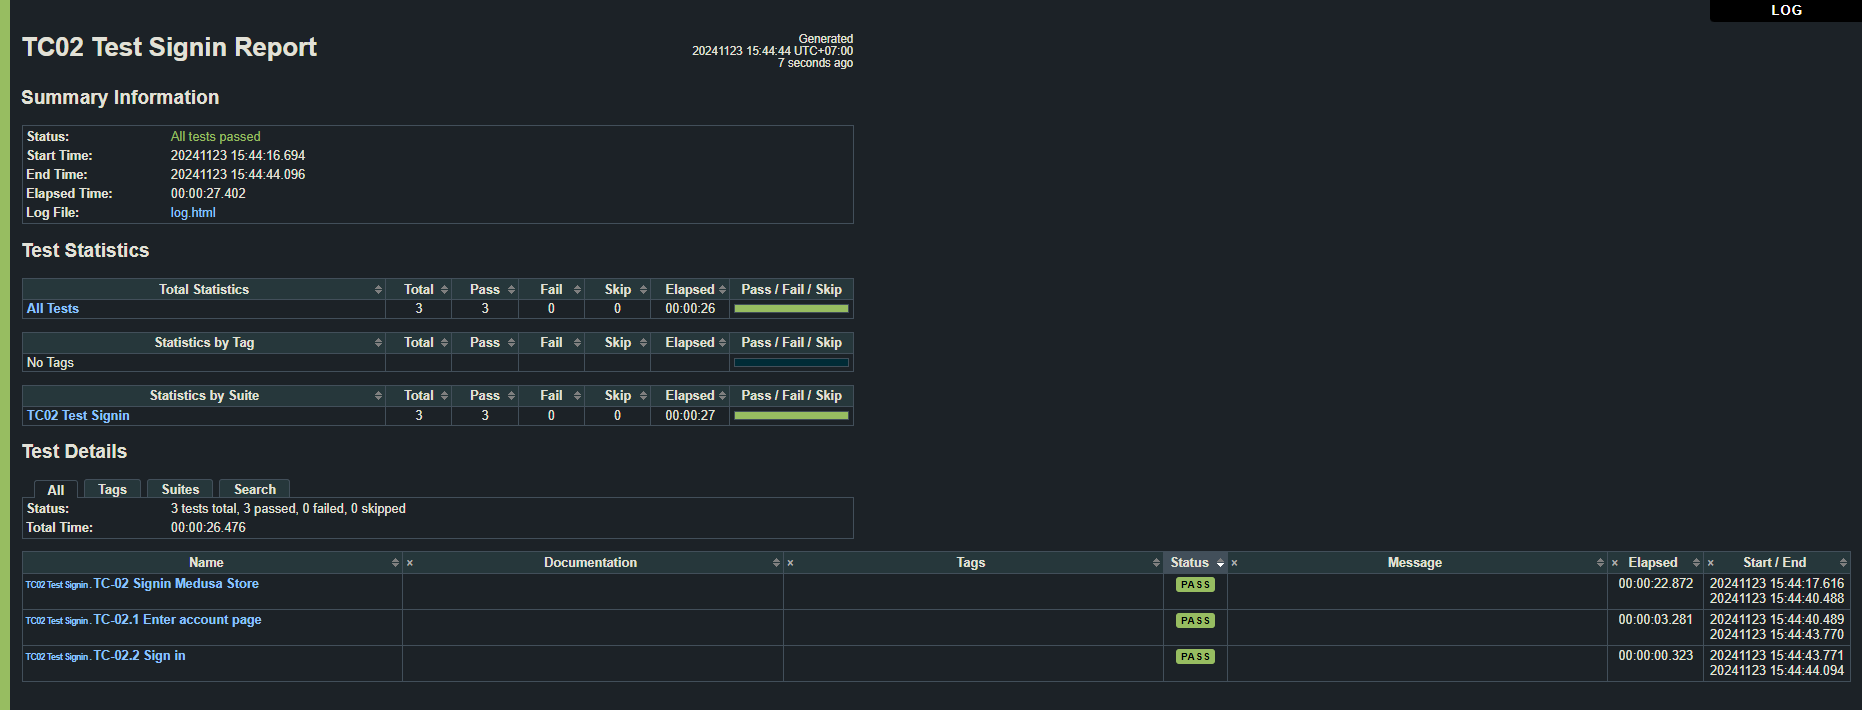 LOG
TC02 Test Signin Report
Generated
20241123 15:44:44 UTC+07:00
7 seconds ago
Summary Information
Status: All tests passed
Start Time: 20241123 15:44:16.694
End Time: 20241123 15:44:44.096
Elapsed Time: 00:00:27.402
Log File: log.html
Test Statistics
Total Statistics Total Pass Fail Skip Elapsed Pass / Fail / Skip
All Tests 3 3 0 0 00:00:26
Statistics by Tag Total Pass Fail Skip Elapsed Pass / Fail / Skip
No Tags
Statistics by Suite Total Pass Fail Skip Elapsed Pass / Fail / Skip
TC02 Test Signin 3 3 0 0 00:00:27
Test Details
All Tags Suites Search
Status: 3 tests total, 3 passed, 0 failed, 0 skipped
Total Time: 00:00:26.476
Name × Documentation × Tags Status × Message × Elapsed × Start / End
TC02 Test Signin . TC-02 Signin Medusa Store PASS 00:00:22.872 20241123 15:44:17.616
20241123 15:44:40.488
TC02 Test Signin . TC-02.1 Enter account page PASS 00:00:03.281 20241123 15:44:40.489
20241123 15:44:43.770
TC02 Test Signin . TC-02.2 Sign in PASS 00:00:00.323 20241123 15:44:43.771
20241123 15:44:44.094